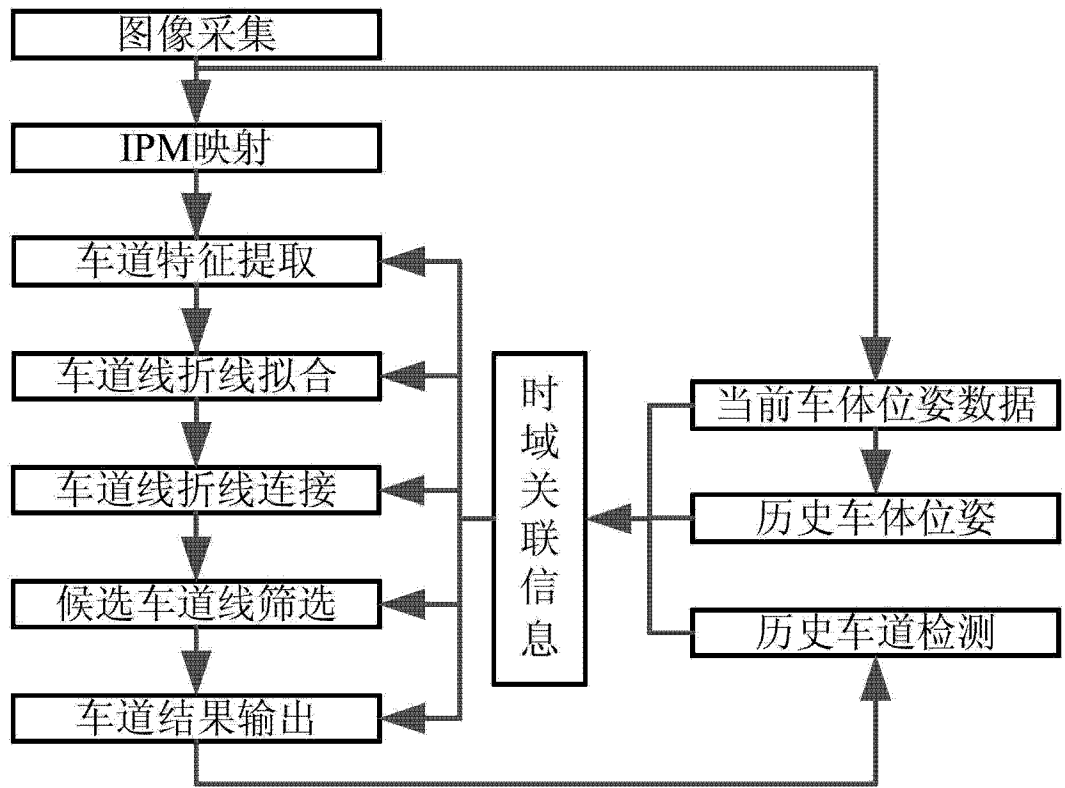 图像采集
IPM映射
车道特征提取
车道线折线拟合
车道线折线连接
候选车道线筛选
车道结果输出
时域关联信息
当前车体位姿数据
历史车体位姿
历史车道检测